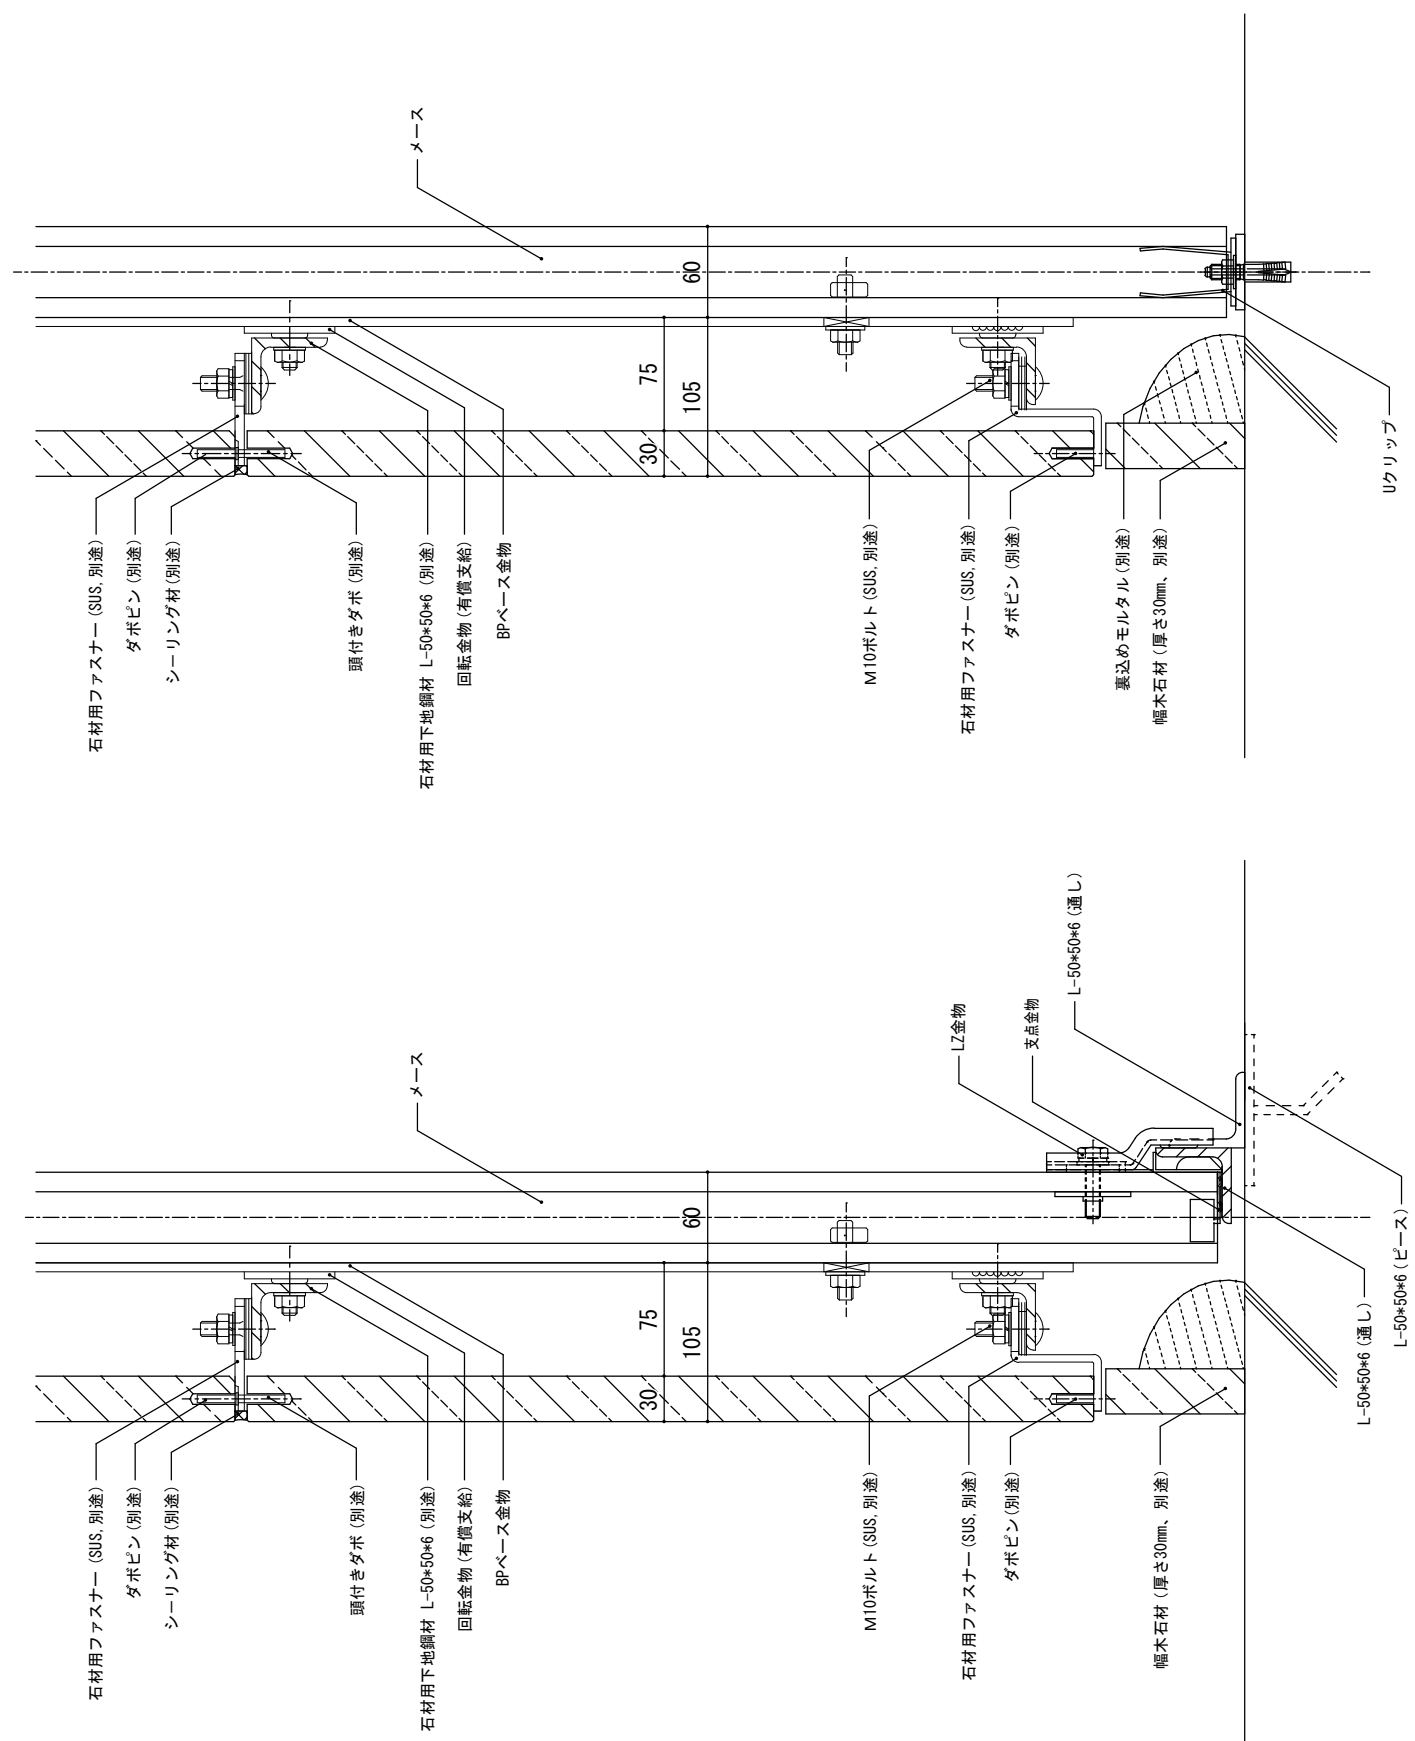 メース
60
75
105
30
石材用ファスナー(SUS,別途)
ダボピン(別途)
シーリング材(別途)
頭付きダボ(別途)
石材用下地鋼材 L-50*50*6(別途)
回転金物(有償支給)
BPベース金物
M10ボルト(SUS,別途)
石材用ファスナー(SUS,別途)
ダボピン(別途)
裏込めモルタル(別途)
幅木石材(厚さ30mm、別途)
Uクリップ
メース
LZ金物
支点金物
L-50*50*6(通し)
60
75
105
30
石材用ファスナー(SUS,別途)
ダボピン(別途)
シーリング材(別途)
頭付きダボ(別途)
石材用下地鋼材 L-50*50*6(別途)
回転金物(有償支給)
BPベース金物
M10ボルト(SUS,別途)
石材用ファスナー(SUS,別途)
ダボピン(別途)
幅木石材(厚さ30mm、別途)
L-50*50*6(通し)
L-50*50*6(ピース)